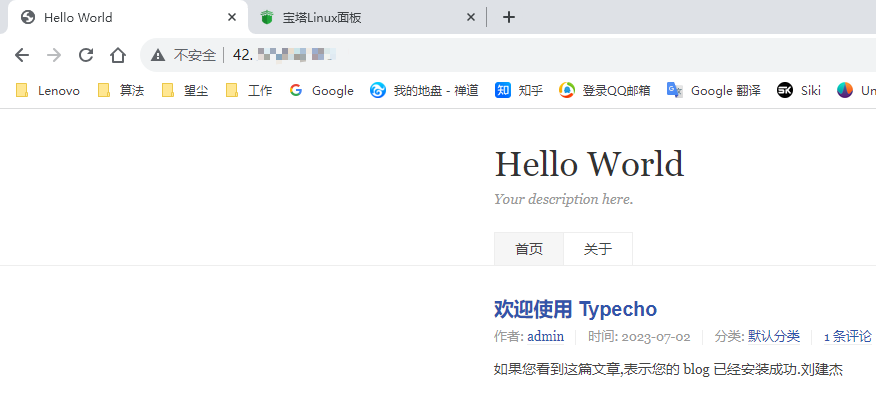 Hello World 宝塔Linux面板
不安全 42.
Lenovo 算法 望尘 工作 Google 我的地盘 - 禅道 知 知乎 登录QQ邮箱 Google 翻译 SK Siki Un
Hello World
Your description here.
首页 关于
欢迎使用 Typecho
作者: admin 时间: 2023-07-02 分类: 默认分类 1 条评论
如果您看到这篇文章,表示您的 blog 已经安装成功.刘建杰